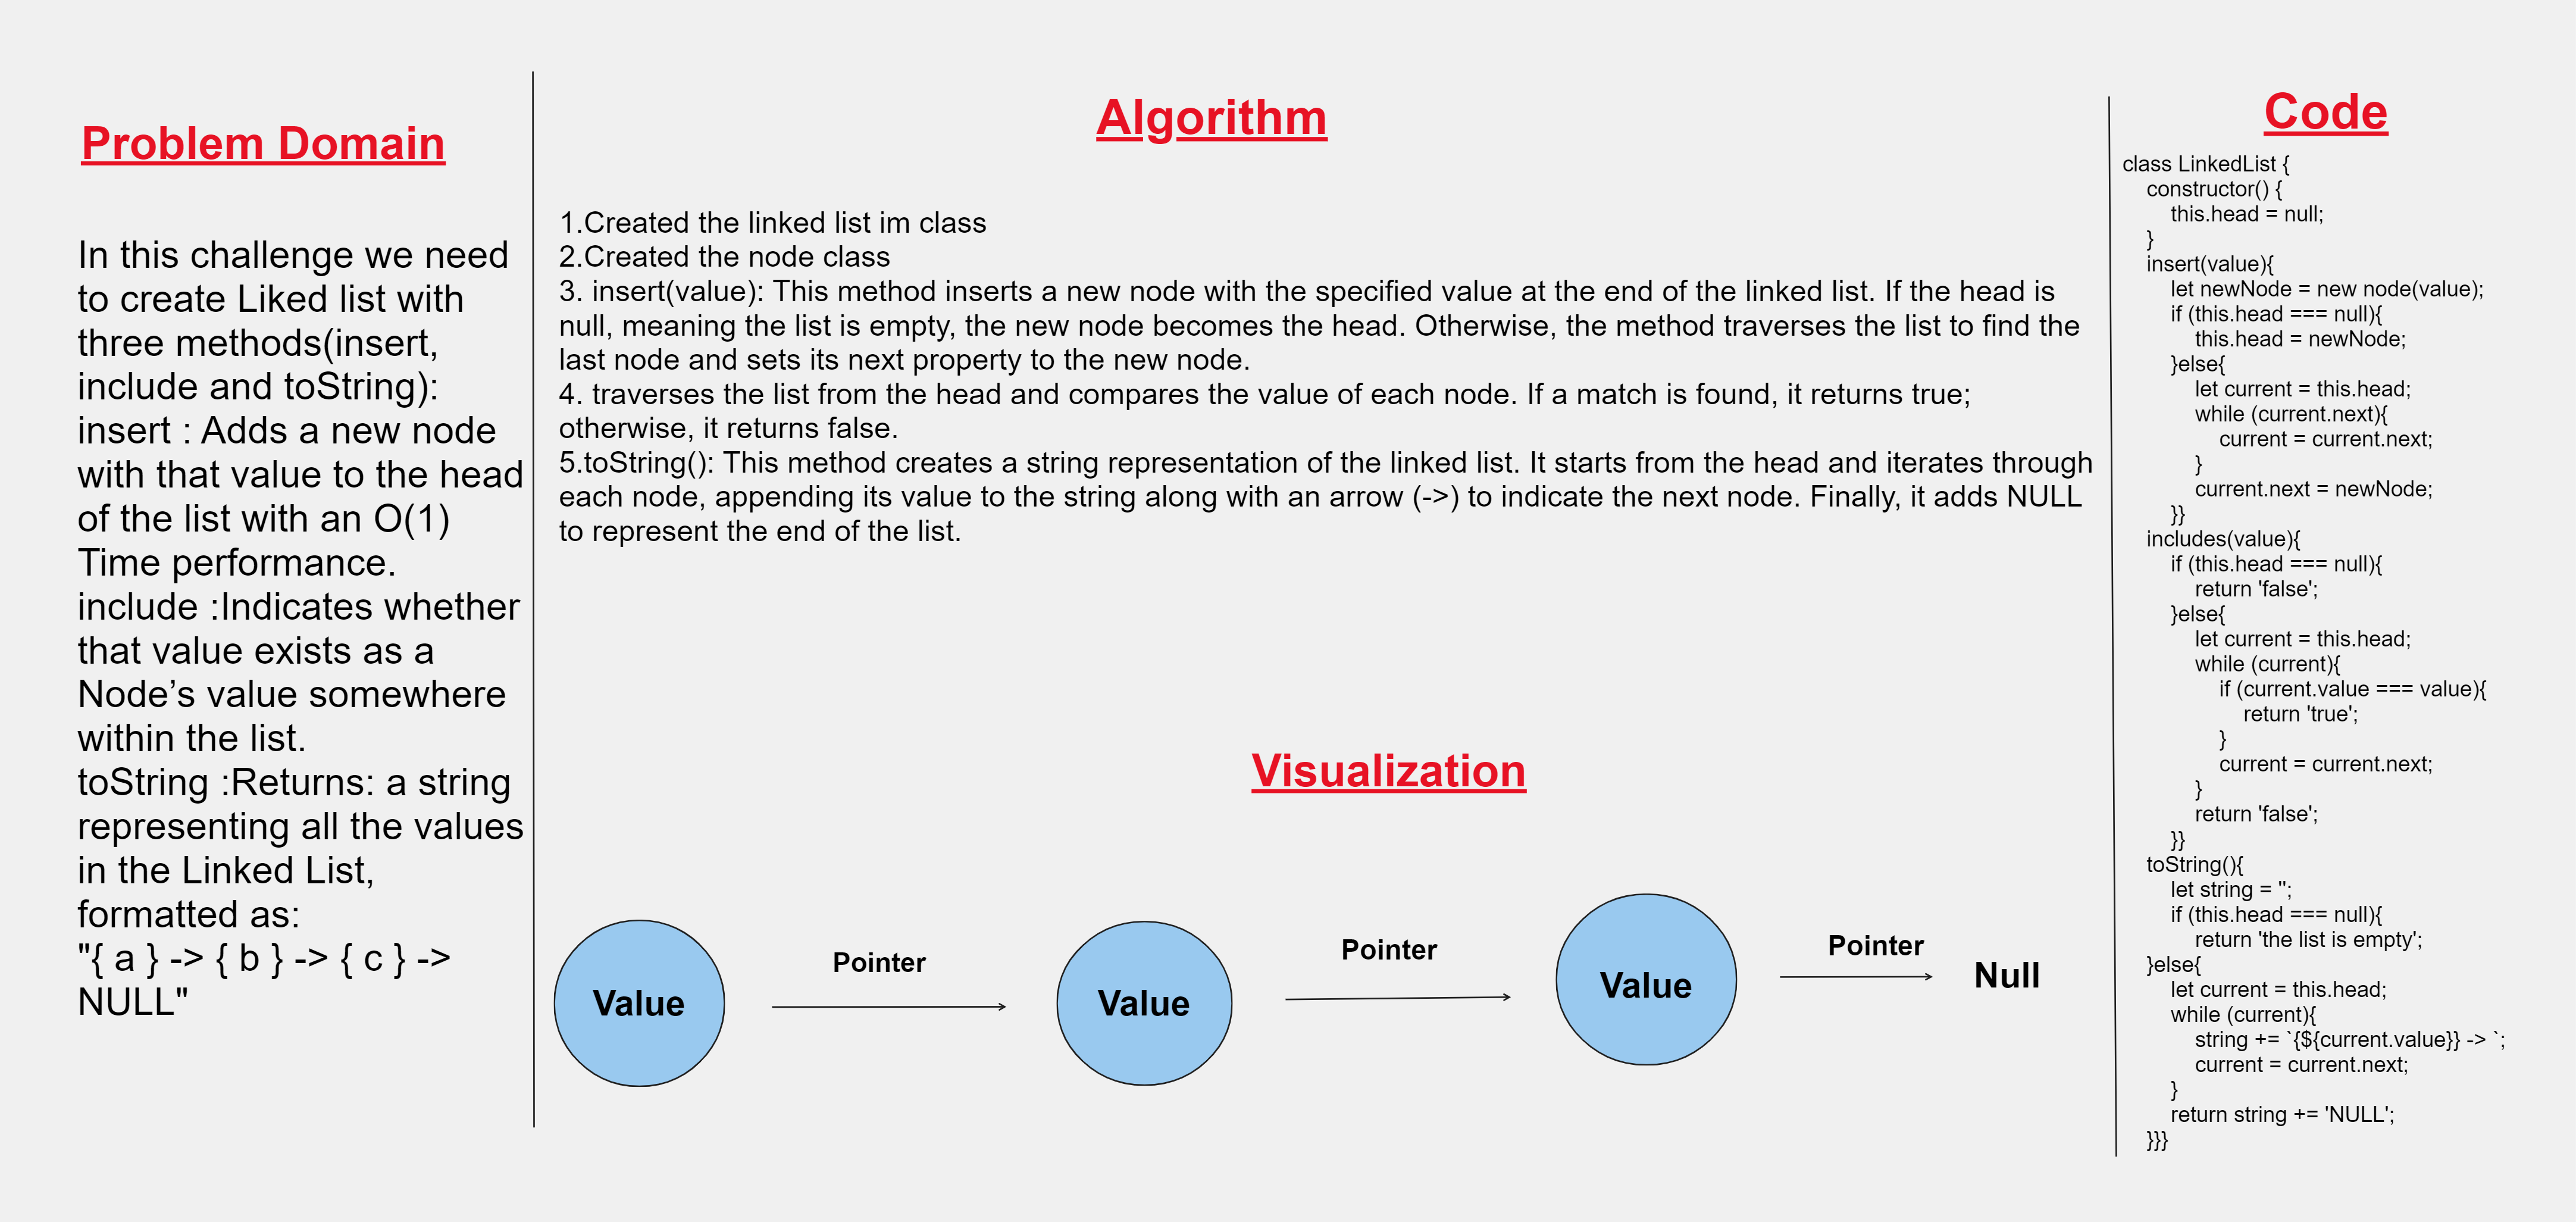 Problem Domain
In this challenge we need
to create Liked list with
three methods(insert,
include and toString):
insert : Adds a new node
with that value to the head
of the list with an O(1)
Time performance.
include :Indicates whether
that value exists as a
Node’s value somewhere
within the list.
toString :Returns: a string
representing all the values
in the Linked List,
formatted as:
"{ a } -> { b } -> { c } ->
NULL"
Algorithm
1.Created the linked list im class
2.Created the node class
3. insert(value): This method inserts a new node with the specified value at the end of the linked list. If the head is
null, meaning the list is empty, the new node becomes the head. Otherwise, the method traverses the list to find the
last node and sets its next property to the new node.
4. traverses the list from the head and compares the value of each node. If a match is found, it returns true;
otherwise, it returns false.
5.toString(): This method creates a string representation of the linked list. It starts from the head and iterates through
each node, appending its value to the string along with an arrow (->) to indicate the next node. Finally, it adds NULL
to represent the end of the list.
Visualization
Value
Pointer
Value
Pointer
Value
Pointer
Null
Code
class LinkedList {
constructor() {
this.head = null;
}
insert(value){
let newNode = new node(value);
if (this.head === null){
this.head = newNode;
}else{
let current = this.head;
while (current.next){
current = current.next;
}
current.next = newNode;
}}
includes(value){
if (this.head === null){
return 'false';
}else{
let current = this.head;
while (current){
if (current.value === value){
return 'true';
}
current = current.next;
}
return 'false';
}}
toString(){
let string = '';
if (this.head === null){
return 'the list is empty';
}else{
let current = this.head;
while (current){
string += `{${current.value}} -> `;
current = current.next;
}
return string += 'NULL';
}}}